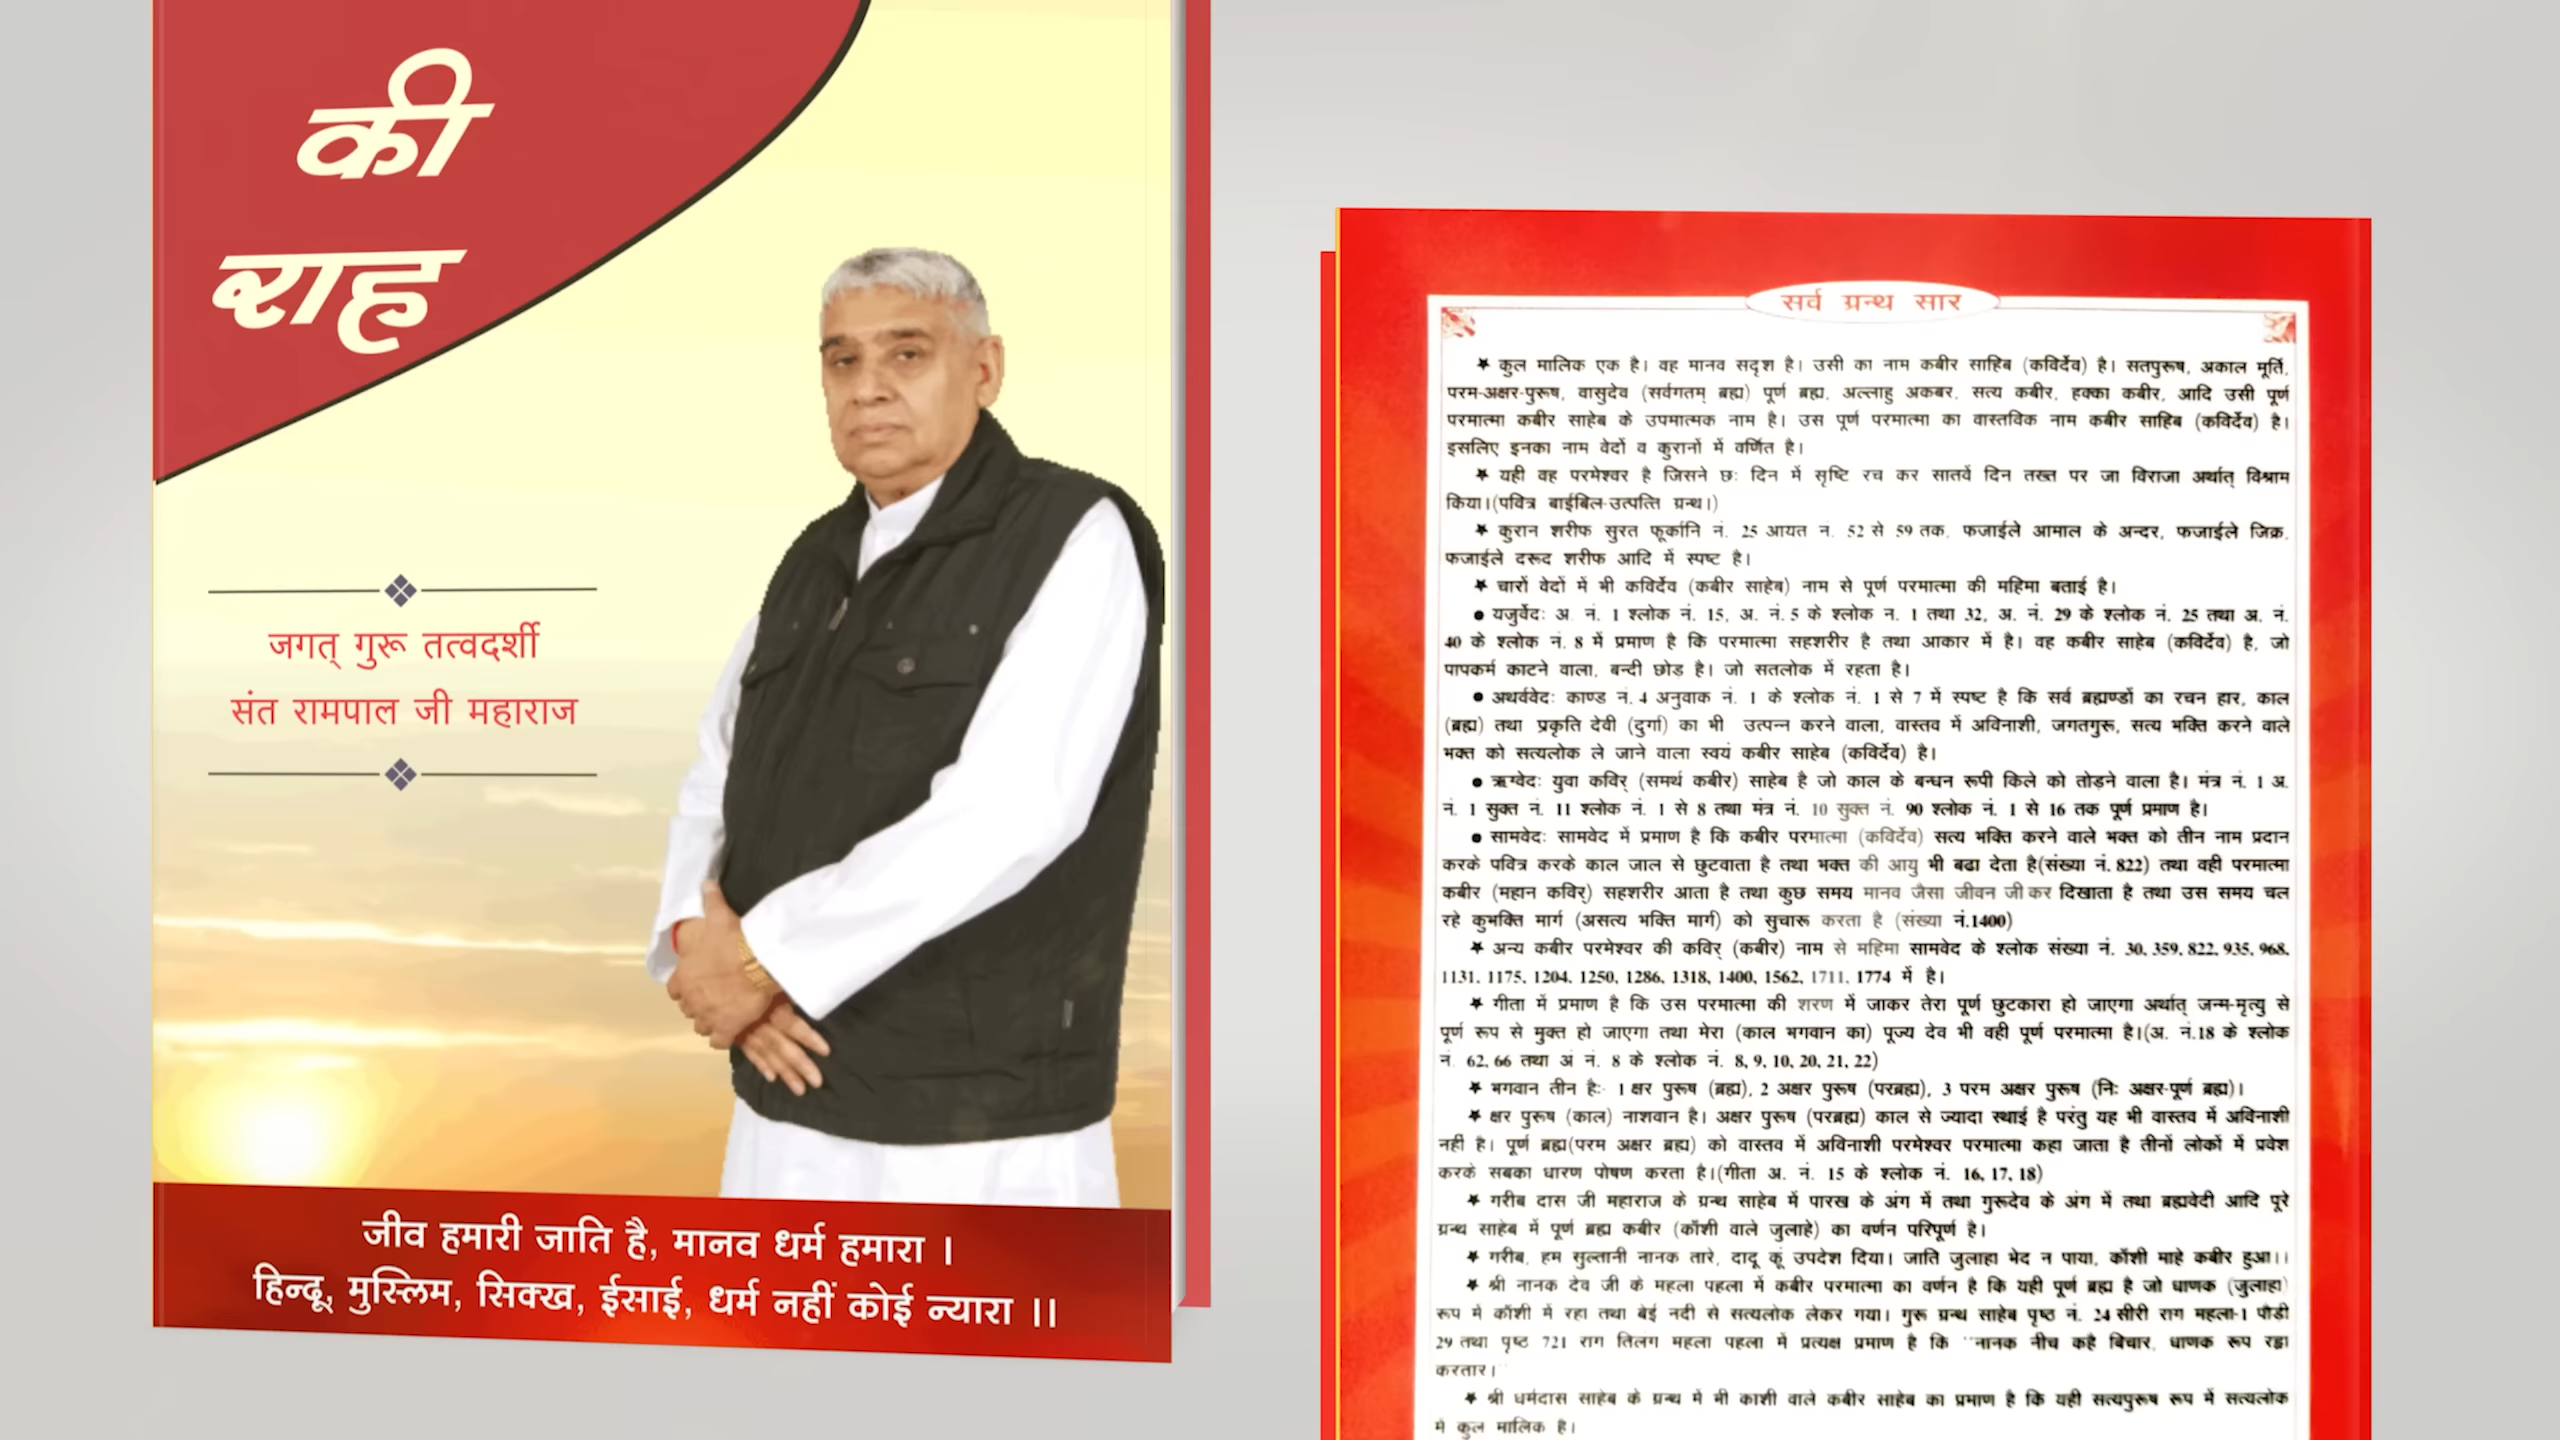 की
राह
जगत् गुरू तत्वदर्शी
संत रामपाल जी महाराज
जीव हमारी जाति है, मानव धर्म हमारा ।
हिन्दू, मुस्लिम, सिक्ख, ईसाई, धर्म नहीं कोई न्यारा ।।
सर्व ग्रन्थ सार
★ कुल मालिक एक है। वह मानव सदृश है। उसी का नाम कबीर साहिब (कविर्देव) है। सतपुरूष, अकाल मूर्ति,
परम-अक्षर-पुरूष, वासुदेव (सर्वगतम् ब्रह्म) पूर्ण ब्रह्म, अल्लाहु अकबर, सत्य कबीर, हक्का कबीर, आदि उसी पूर्ण
परमात्मा कबीर साहेब के उपमात्मक नाम है। उस पूर्ण परमात्मा का वास्तविक नाम कबीर साहिब (कविर्देव) है।
इसलिए इनका नाम वेदों व कुरानों में वर्णित है।
★ यही वह परमेश्वर है जिसने छः दिन में सृष्टि रच कर सातवें दिन तख्त पर जा विराजा अर्थात् विश्राम
किया।(पवित्र बाईबिल-उत्पत्ति ग्रन्थ।)
★ कुरान शरीफ सुरत फूर्कानि नं. 25 आयत न. 52 से 59 तक, फजाईले आमाल के अन्दर, फजाईले जिक्र,
फजाईले दरूद शरीफ आदि में स्पष्ट है।
★ चारों वेदों में भी कविर्देव (कबीर साहेब) नाम से पूर्ण परमात्मा की महिमा बताई है।
● यजुर्वेदः अ. नं. 1 श्लोक नं. 15, अ. नं. 5 के श्लोक न. 1 तथा 32, अ. नं. 29 के श्लोक नं. 25 तथा अ. नं.
40 के श्लोक नं. 8 में प्रमाण है कि परमात्मा सहशरीर है तथा आकार में है। वह कबीर साहेब (कविर्देव) है, जो
पापकर्म काटने वाला, बन्दी छोड़ है। जो सतलोक में रहता है।
● अथर्ववेदः काण्ड नं. 4 अनुवाक नं. 1 के श्लोक नं. 1 से 7 में स्पष्ट है कि सर्व ब्रह्मण्डों का रचन हार, काल
(ब्रह्म) तथा प्रकृति देवी (दुर्गा) का भी उत्पन्न करने वाला, वास्तव में अविनाशी, जगतगुरू, सत्य भक्ति करने वाले
भक्त को सत्यलोक ले जाने वाला स्वयं कबीर साहेब (कविर्देव) है।
● ऋग्वेदः युवा कविर् (समर्थ कबीर) साहेब है जो काल के बन्धन रूपी किले को तोड़ने वाला है। मंत्र नं. 1 अ.
नं. 1 सुक्त नं. 11 श्लोक नं. 1 से 8 तथा मंत्र नं. 10 सुक्त नं. 90 श्लोक नं. 1 से 16 तक पूर्ण प्रमाण है।
● सामवेदः सामवेद में प्रमाण है कि कबीर परमात्मा (कविर्देव) सत्य भक्ति करने वाले भक्त को तीन नाम प्रदान
करके पवित्र करके काल जाल से छुटवाता है तथा भक्त की आयु भी बढा देता है(संख्या नं. 822) तथा वही परमात्मा
कबीर (महान कविर्) सहशरीर आता है तथा कुछ समय मानव जैसा जीवन जी कर दिखाता है तथा उस समय चल
रहे कुभक्ति मार्ग (असत्य भक्ति मार्ग) को सुचारू करता है (संख्या नं.1400)
★ अन्य कबीर परमेश्वर की कविर् (कबीर) नाम से महिमा सामवेद के श्लोक संख्या नं. 30, 359, 822, 935, 968,
1131, 1175, 1204, 1250, 1286, 1318, 1400, 1562, 1711, 1774 में है।
★ गीता में प्रमाण है कि उस परमात्मा की शरण में जाकर तेरा पूर्ण छुटकारा हो जाएगा अर्थात् जन्म-मृत्यु से
पूर्ण रूप से मुक्त हो जाएगा तथा मेरा (काल भगवान का) पूज्य देव भी वही पूर्ण परमात्मा है।(अ. नं.18 के श्लोक
नं. 62, 66 तथा अं नं. 8 के श्लोक नं. 8, 9, 10, 20, 21, 22)
★ भगवान तीन हैः- 1 क्षर पुरूष (ब्रह्म), 2 अक्षर पुरूष (परब्रह्म), 3 परम अक्षर पुरूष (निः अक्षर-पूर्ण ब्रह्म)।
★ क्षर पुरूष (काल) नाशवान है। अक्षर पुरूष (परब्रह्म) काल से ज्यादा स्थाई है परंतु यह भी वास्तव में अविनाशी
नहीं है। पूर्ण ब्रह्म(परम अक्षर ब्रह्म) को वास्तव में अविनाशी परमेश्वर परमात्मा कहा जाता है तीनों लोकों में प्रवेश
करके सबका धारण पोषण करता है।(गीता अ. नं. 15 के श्लोक नं. 16, 17, 18)
★ गरीब दास जी महाराज के ग्रन्थ साहेब में पारख के अंग में तथा गुरूदेव के अंग में तथा ब्रह्मवेदी आदि पूरे
ग्रन्थ साहेब में पूर्ण ब्रह्म कबीर (काँशी वाले जुलाहे) का वर्णन परिपूर्ण है।
★ गरीब, हम सुल्तानी नानक तारे, दादू कूं उपदेश दिया। जाति जुलाहा भेद न पाया, काँशी माहे कबीर हुआ।।
★ श्री नानक देव जी के महला पहला में कबीर परमात्मा का वर्णन है कि यही पूर्ण ब्रह्म है जो धाणक (जुलाहा)
रूप में काँशी में रहा तथा बेई नदी से सत्यलोक लेकर गया। गुरू ग्रन्थ साहेब पृष्ठ नं. 24 सीरी राग महला-1 पौड़ी
29 तथा पृष्ठ 721 राग तिलग महला पहला में प्रत्यक्ष प्रमाण है कि "नानक नीच कहै बिचार, धाणक रूप रहा
करतार।"
★ श्री धर्मदास साहेब के ग्रन्थ में भी काशी वाले कबीर साहेब का प्रमाण है कि यही सत्यपुरूष रूप में सत्यलोक
में कुल मालिक है।